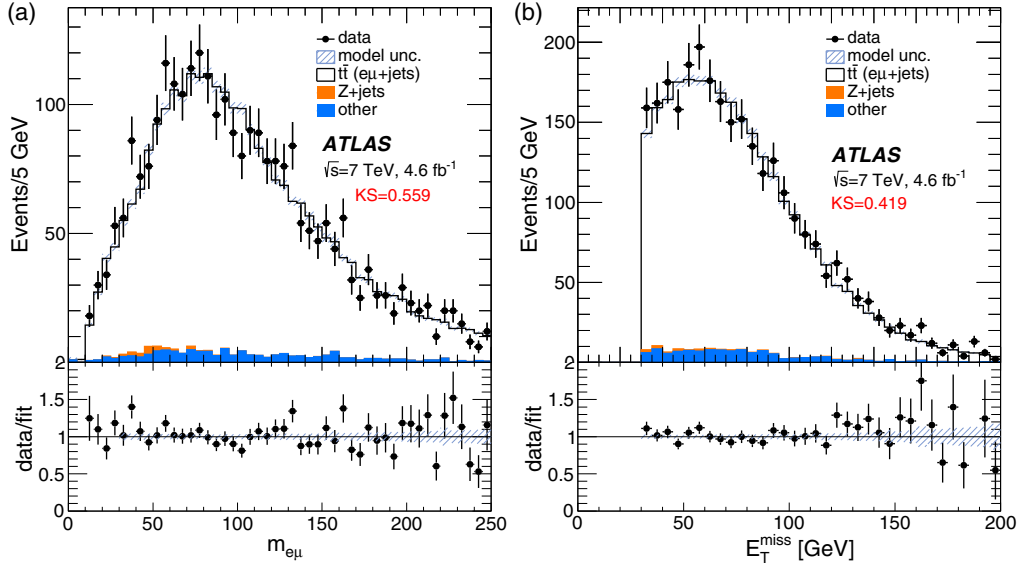 (a)
data
model unc.
tt̄ (eμ+jets)
Z+jets
other
ATLAS
√s=7 TeV, 4.6 fb⁻¹
KS=0.559
Events/5 GeV
100
50
0
2
1.5
1
0.5
0
data/fit
0 50 100 150 200 250
m_eμ
(b)
data
model unc.
tt̄ (eμ+jets)
Z+jets
other
ATLAS
√s=7 TeV, 4.6 fb⁻¹
KS=0.419
Events/5 GeV
200
150
100
50
0
2
1.5
1
0.5
0
data/fit
0 50 100 150 200
E_T^miss [GeV]